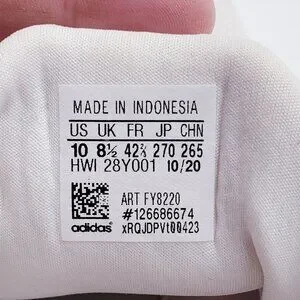 MADE IN INDONESIA
US UK FR JP CHN
10 8½ 42⅔ 270 265
HWI 28Y001 10/20
ART FY8220
#126686674
adidas® xRQJDPVt00423